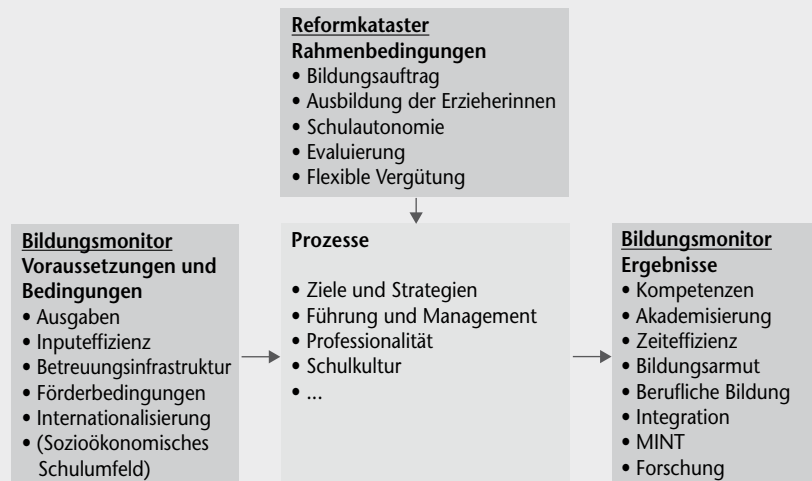 Reformkataster
Rahmenbedingungen
• Bildungsauftrag
• Ausbildung der Erzieherinnen
• Schulautonomie
• Evaluierung
• Flexible Vergütung
Bildungsmonitor
Voraussetzungen und
Bedingungen
• Ausgaben
• Inputeffizienz
• Betreuungsinfrastruktur
• Förderbedingungen
• Internationalisierung
• (Sozioökonomisches
Schulumfeld)
Prozesse
• Ziele und Strategien
• Führung und Management
• Professionalität
• Schulkultur
• ...
Bildungsmonitor
Ergebnisse
• Kompetenzen
• Akademisierung
• Zeiteffizienz
• Bildungsarmut
• Berufliche Bildung
• Integration
• MINT
• Forschung